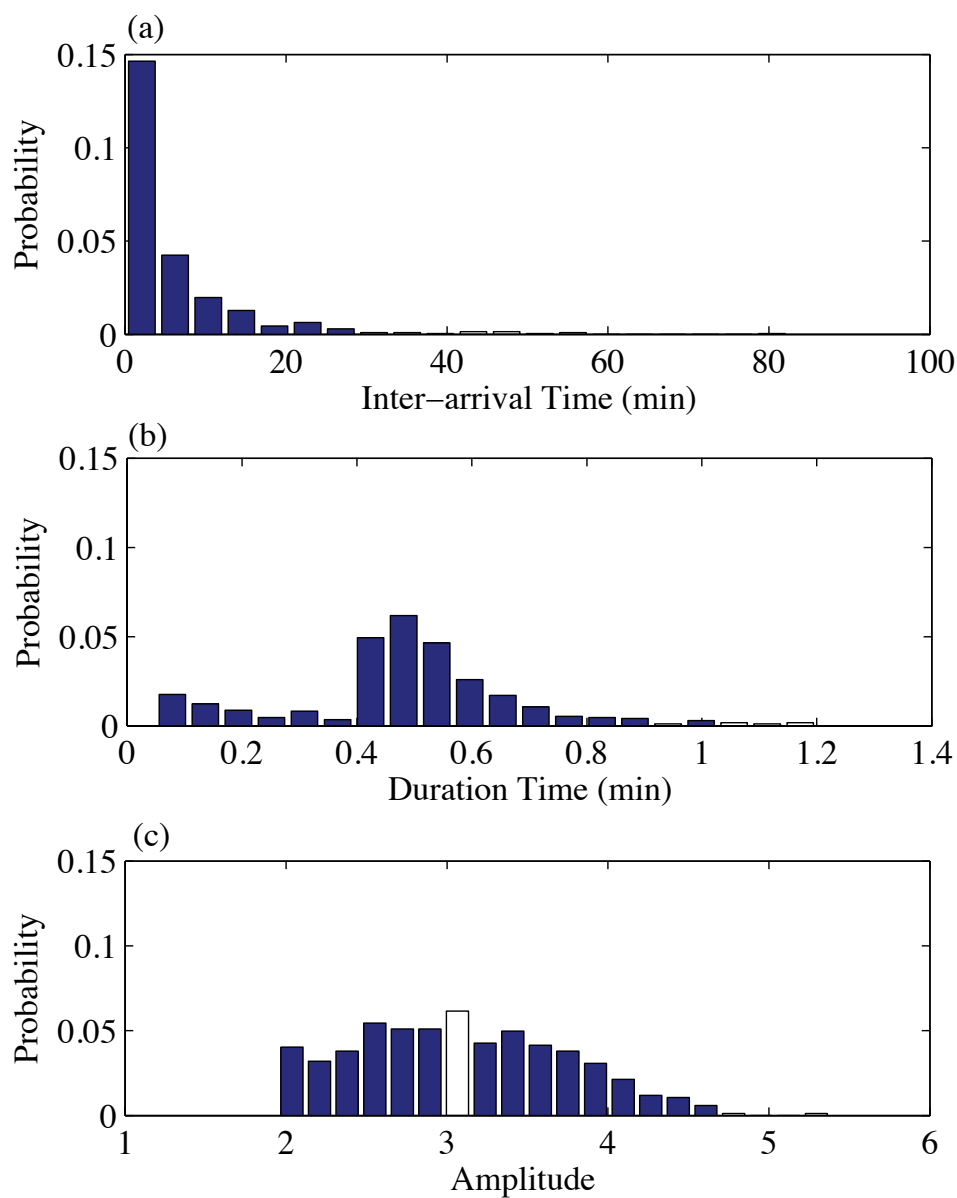 (a)
0.15
0.1
0.05
0
Probability
0 20 40 60 80 100
Inter−arrival Time (min)
(b)
0.15
0.1
0.05
0
Probability
0 0.2 0.4 0.6 0.8 1 1.2 1.4
Duration Time (min)
(c)
0.15
0.1
0.05
0
Probability
1 2 3 4 5 6
Amplitude